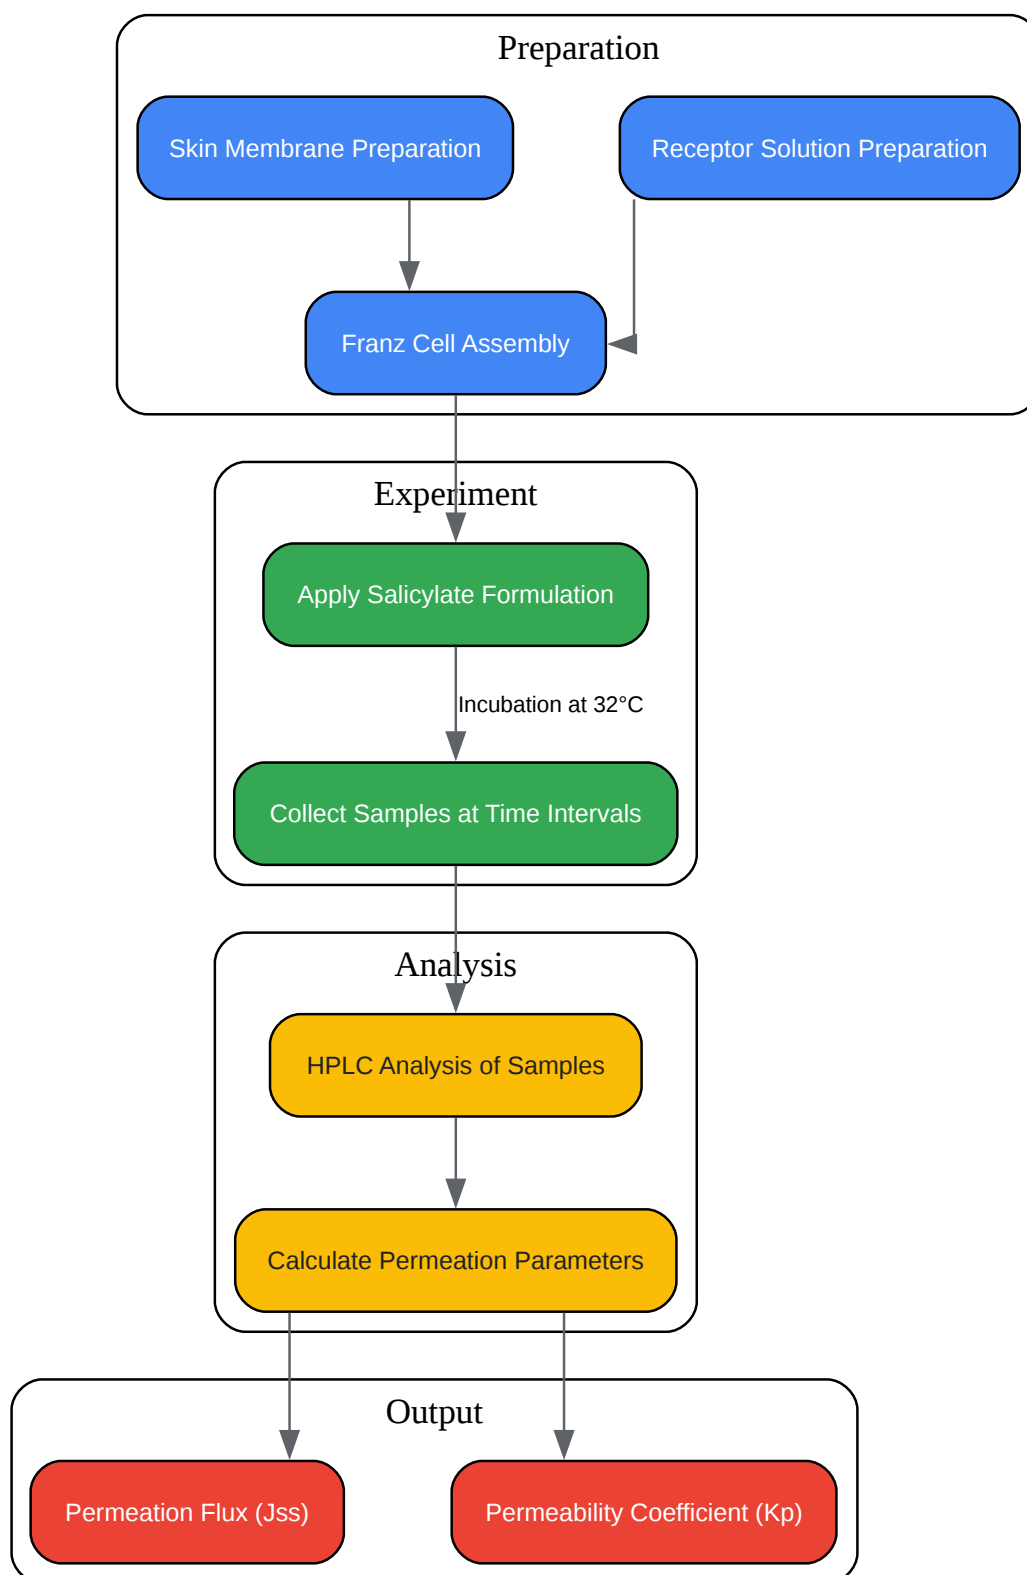 Preparation
Skin Membrane Preparation
Receptor Solution Preparation
Franz Cell Assembly
Experiment
Apply Salicylate Formulation
Incubation at 32°C
Collect Samples at Time Intervals
Analysis
HPLC Analysis of Samples
Calculate Permeation Parameters
Output
Permeation Flux (Jss)
Permeability Coefficient (Kp)